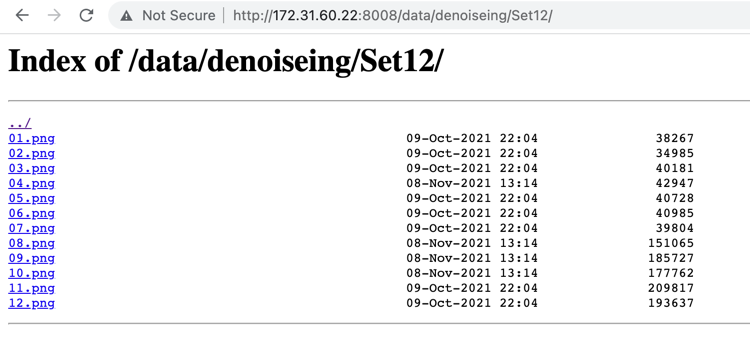 Not Secure | http://172.31.60.22:8008/data/denoiseing/Set12/
Index of /data/denoiseing/Set12/
../
01.png 09-Oct-2021 22:04 38267
02.png 09-Oct-2021 22:04 34985
03.png 09-Oct-2021 22:04 40181
04.png 08-Nov-2021 13:14 42947
05.png 09-Oct-2021 22:04 40728
06.png 09-Oct-2021 22:04 40985
07.png 09-Oct-2021 22:04 39804
08.png 08-Nov-2021 13:14 151065
09.png 08-Nov-2021 13:14 185727
10.png 08-Nov-2021 13:14 177762
11.png 09-Oct-2021 22:04 209817
12.png 09-Oct-2021 22:04 193637